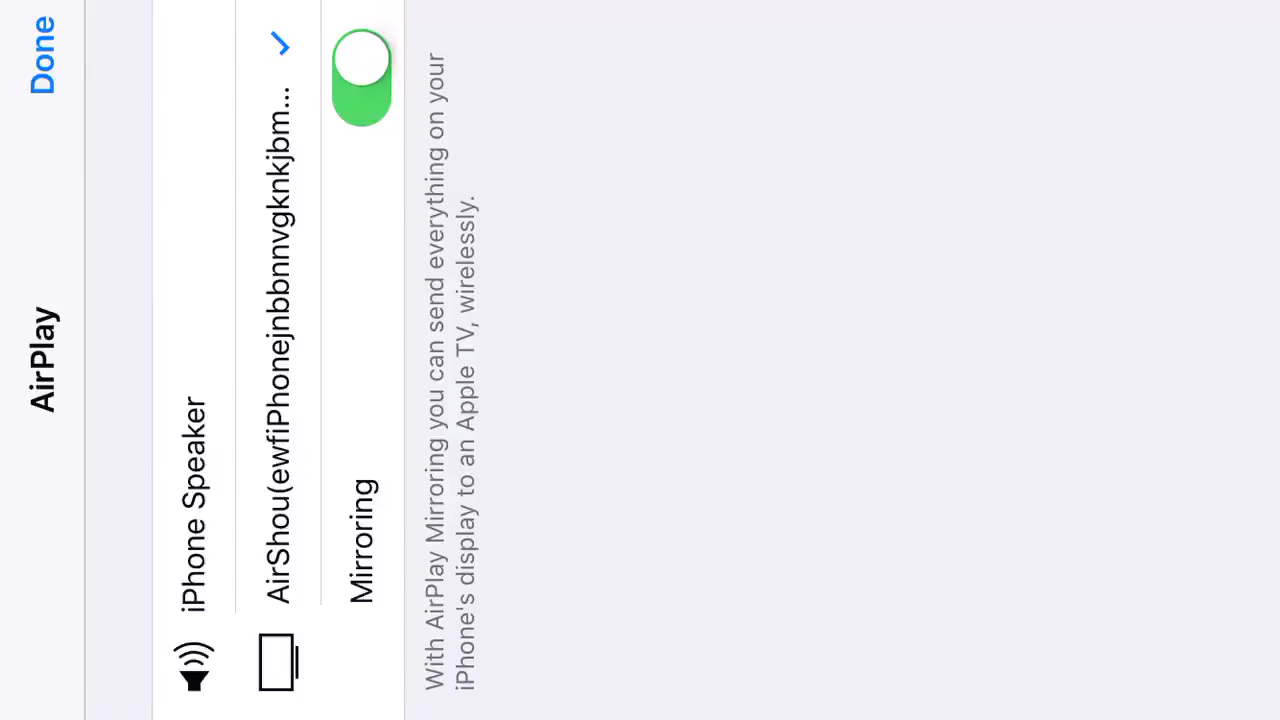 AirPlay
Done
iPhone Speaker
AirShou(ewfiPhonejnbbnnvgknkjbm...
Mirroring
With AirPlay Mirroring you can send everything on your
iPhone's display to an Apple TV, wirelessly.